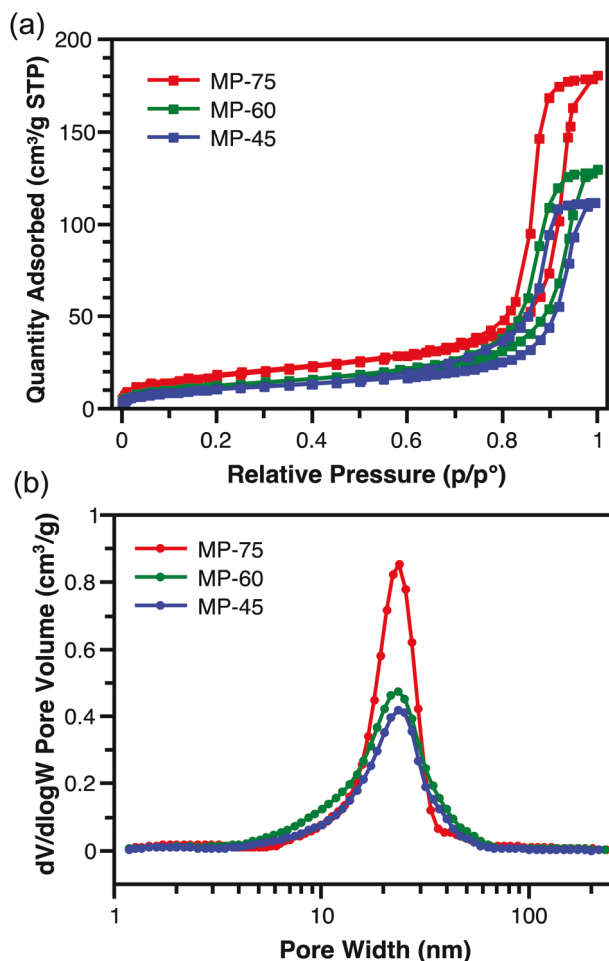 (a)
200
150
100
50
0
Quantity Adsorbed (cm³/g STP)
MP-75
MP-60
MP-45
0 0.2 0.4 0.6 0.8 1
Relative Pressure (p/p°)
(b)
1
0.8
0.6
0.4
0.2
0
dV/dlogW Pore Volume (cm³/g)
MP-75
MP-60
MP-45
1 10 100
Pore Width (nm)